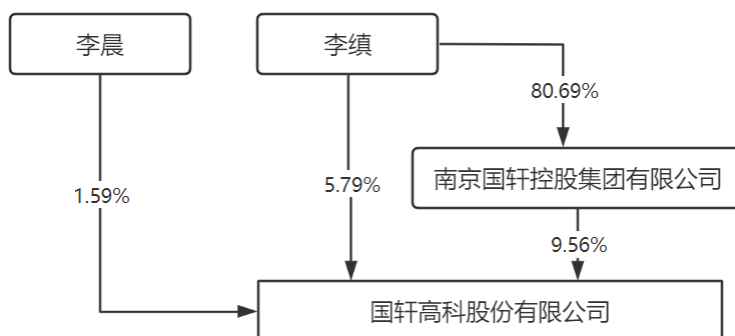 李晨
李缜
80.69%
南京国轩控股集团有限公司
1.59%
5.79%
9.56%
国轩高科股份有限公司